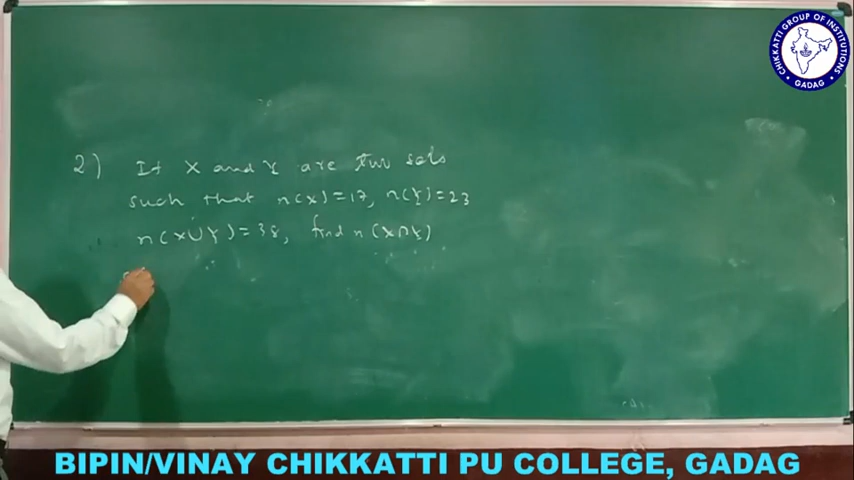 2) If X and Y are two sets
such that n(X)=17, n(Y)=23
n(X∪Y)=38, find n(X∩Y)
CHIKKATTI GROUP OF INSTITUTIONS
GADAG
BIPIN/VINAY CHIKKATTI PU COLLEGE, GADAG